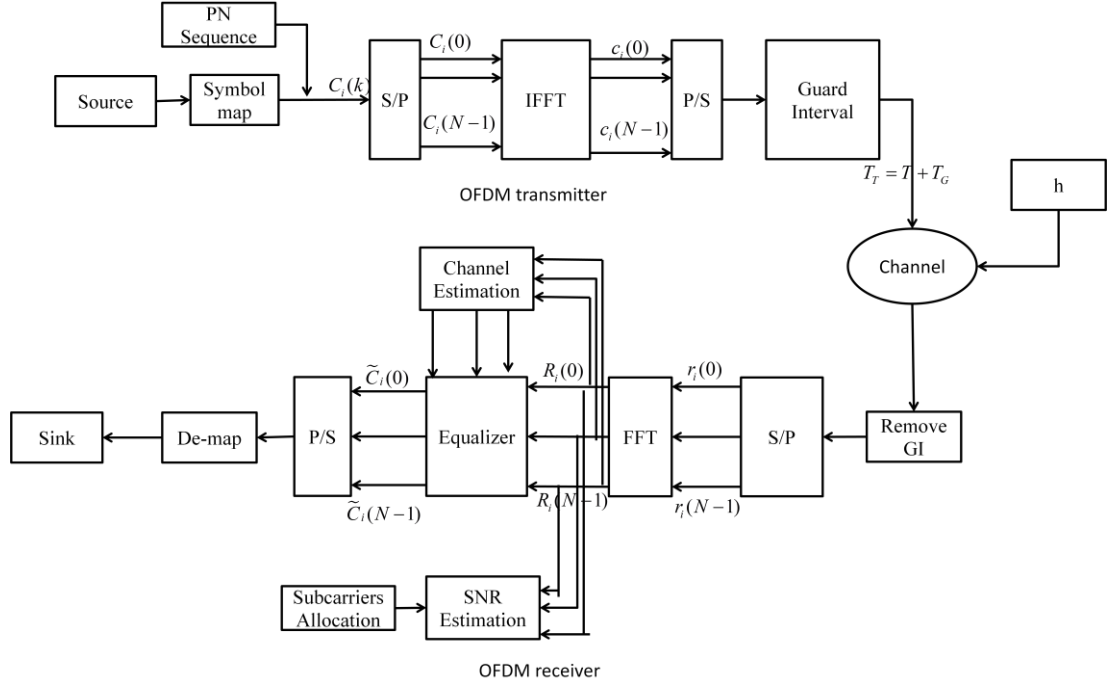 PN
Sequence
Source
Symbol
map
C_i(k)
S/P
C_i(0)
C_i(N−1)
IFFT
c_i(0)
c_i(N−1)
P/S
Guard
Interval
T_T = T + T_G
OFDM transmitter
h
Channel
Channel
Estimation
Sink
De-map
P/S
C̃_i(0)
C̃_i(N−1)
Equalizer
R_i(0)
R_i(N−1)
FFT
r_i(0)
r_i(N−1)
S/P
Remove
GI
Subcarriers
Allocation
SNR
Estimation
OFDM receiver